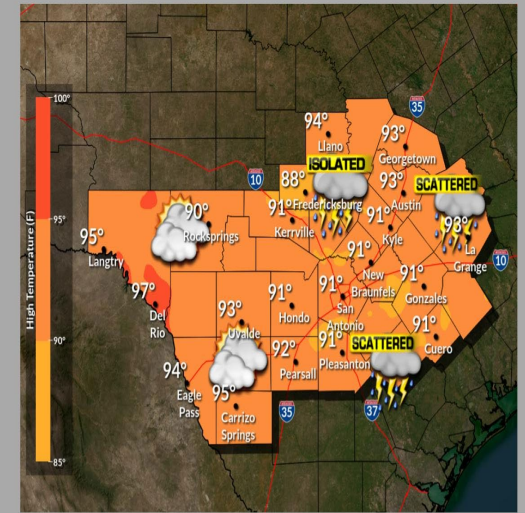 100°
95°
90°
85°
High Temperature (F)
35
94°
Llano
93°
Georgetown
ISOLATED
10
88°
Fredericksburg
93°
Austin
SCATTERED
91°
Kerrville
91°
Kyle
93°
La
Grange
90°
Rocksprings
95°
Langtry
91°
New
Braunfels
10
97°
Del
Rio
93°
Uvalde
91°
Hondo
91°
San
Antonio
91°
Gonzales
91°
Cuero
92°
Pearsall
91°
Pleasanton
SCATTERED
94°
Eagle
Pass
95°
Carrizo
Springs
35
37